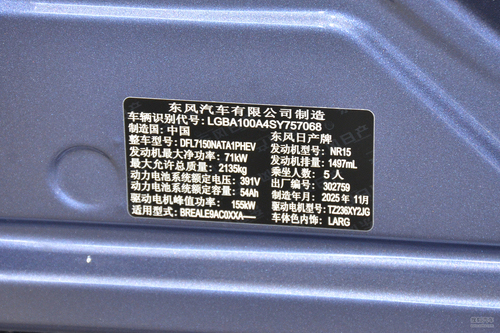 东风汽车有限公司制造
车辆识别代号: LGBA100A4SY757068
制造国: 中国 东风日产牌
整车型号: DFL7150NATA1PHEV 发动机型号: NR15
发动机最大净功率: 71kW 发动机排量: 1497mL
最大允许总质量: 2135kg 乘坐人数: 5人
动力电池系统额定电压: 391V 出厂编号: 302759
动力电池系统额定容量: 54Ah 制造年月: 2025年11月
驱动电机峰值功率: 155kW 驱动电机型号: TZ236XY2JG
适用型式: BREALE9AC0XXA— 车体色内饰: LARG